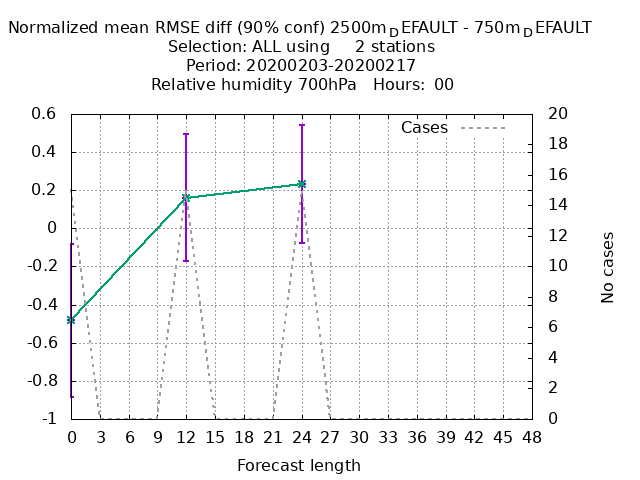 Normalized mean RMSE diff (90% conf) 2500mDEFAULT - 750mDEFAULT
Selection: ALL using 2 stations
Period: 20200203-20200217
Relative humidity 700hPa Hours: 00
Cases
0.6
0.4
0.2
0
-0.2
-0.4
-0.6
-0.8
-1
20
18
16
14
12
10
8
6
4
2
0
No cases
0 3 6 9 12 15 18 21 24 27 30 33 36 39 42 45 48
Forecast length